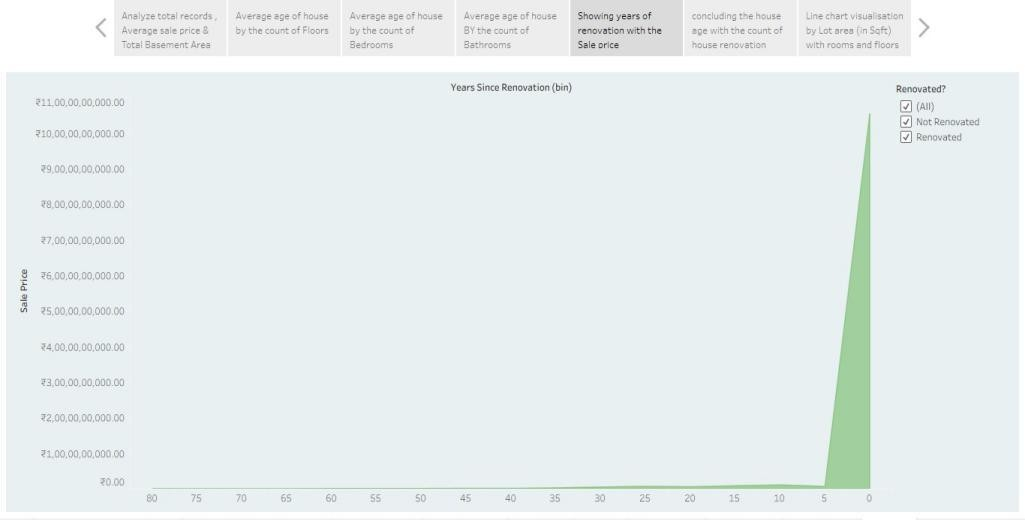 Analyze total records ,
Average sale price &
Total Basement Area
Average age of house
by the count of Floors
Average age of house
by the count of
Bedrooms
Average age of house
BY the count of
Bathrooms
Showing years of
renovation with the
Sale price
concluding the house
age with the count of
house renovation
Line chart visualisation
by Lot area (in Sqft)
with rooms and floors
Years Since Renovation (bin)
Renovated?
(All)
Not Renovated
Renovated
₹11,00,00,00,000.00
₹10,00,00,00,000.00
₹9,00,00,00,000.00
₹8,00,00,00,000.00
₹7,00,00,00,000.00
₹6,00,00,00,000.00
₹5,00,00,00,000.00
₹4,00,00,00,000.00
₹3,00,00,00,000.00
₹2,00,00,00,000.00
₹1,00,00,00,000.00
₹0.00
Sale Price
80 75 70 65 60 55 50 45 40 35 30 25 20 15 10 5 0